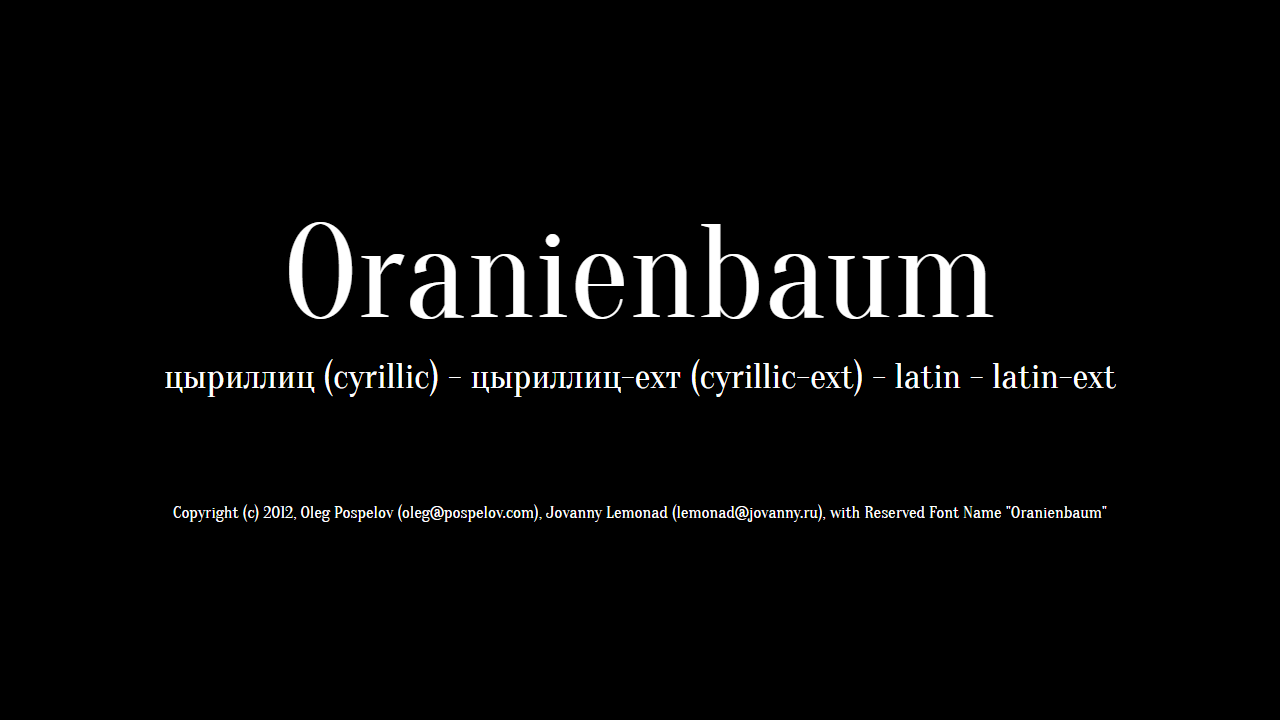 Oranienbaum
цыриллиц (cyrillic) - цыриллиц-ехт (cyrillic-ext) - latin - latin-ext
Copyright (c) 2012, Oleg Pospelov (oleg@pospelov.com), Jovanny Lemonad (lemonad@jovanny.ru), with Reserved Font Name "Oranienbaum"